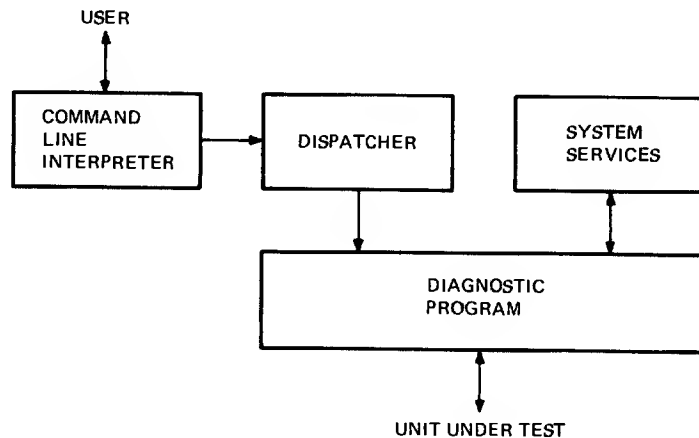 USER
COMMAND
LINE
INTERPRETER
DISPATCHER
SYSTEM
SERVICES
DIAGNOSTIC
PROGRAM
UNIT UNDER TEST